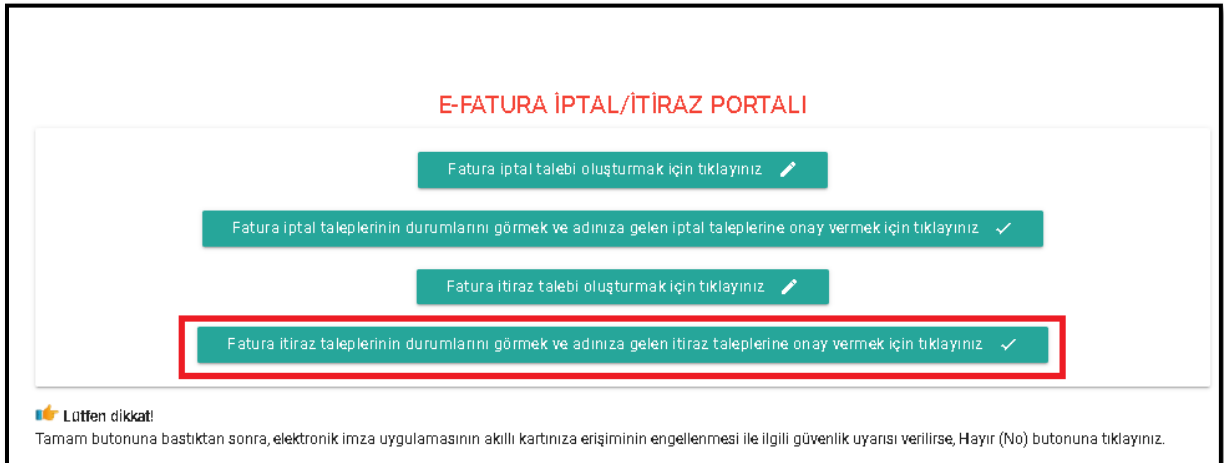 E-FATURA İPTAL/İTİRAZ PORTALI
Fatura iptal talebi oluşturmak için tıklayınız
Fatura iptal taleplerinin durumlarını görmek ve adınıza gelen iptal taleplerine onay vermek için tıklayınız
Fatura itiraz talebi oluşturmak için tıklayınız
Fatura itiraz taleplerinin durumlarını görmek ve adınıza gelen itiraz taleplerine onay vermek için tıklayınız
Lütfen dikkat!
Tamam butonuna bastıktan sonra, elektronik imza uygulamasının akıllı kartınıza erişiminin engellenmesi ile ilgili güvenlik uyarısı verilirse, Hayır (No) butonuna tıklayınız.